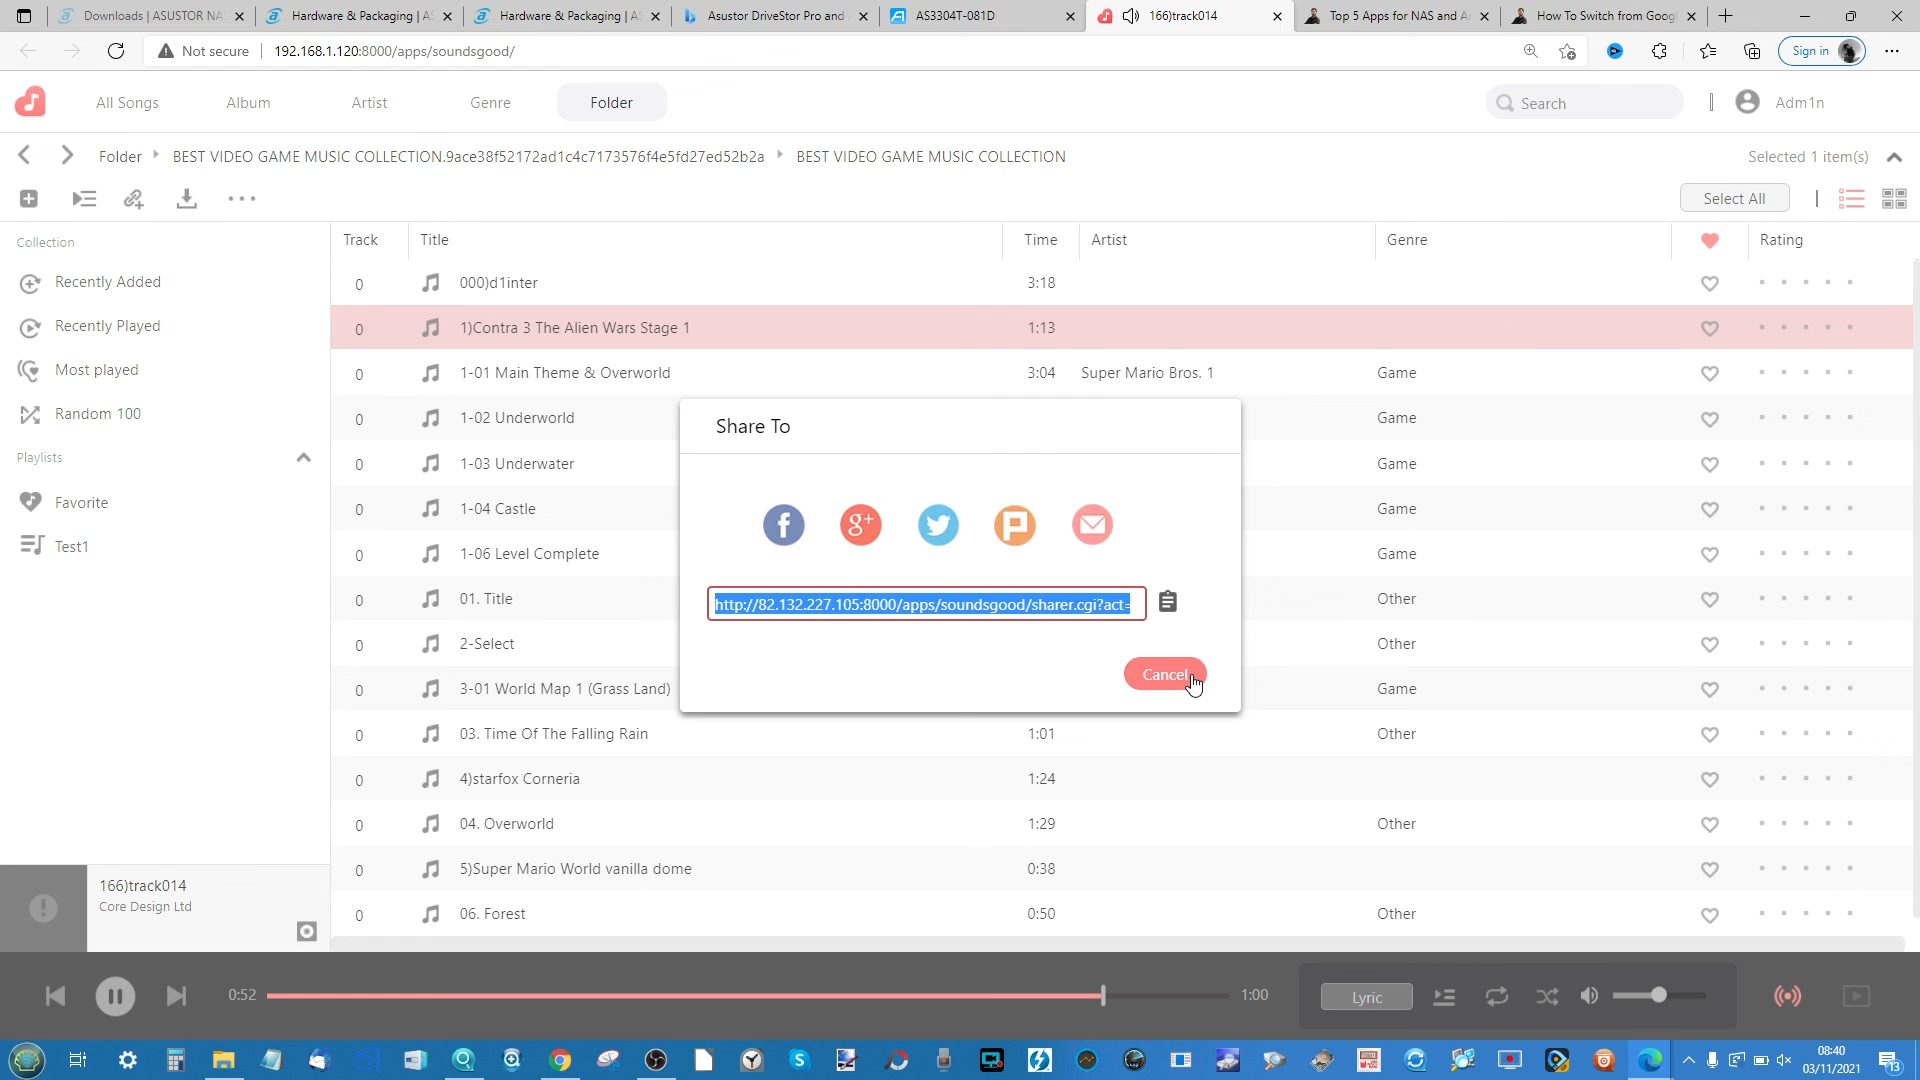 Downloads | ASUSTOR NA
Hardware & Packaging | AS
Hardware & Packaging | AS
Asustor DriveStor Pro and
AS3304T-081D
166)track014
Top 5 Apps for NAS and A
How To Switch from Goog
Not secure
192.168.1.120:8000/apps/soundsgood/
Sign in
All Songs
Album
Artist
Genre
Folder
Search
Adm1n
Folder
BEST VIDEO GAME MUSIC COLLECTION.9ace38f52172ad1c4c7173576f4e5fd27ed52b2a
BEST VIDEO GAME MUSIC COLLECTION
Selected 1 item(s)
Select All
Collection
Recently Added
Recently Played
Most played
Random 100
Playlists
Favorite
Test1
Track Title Time Artist Genre Rating
0 000)d1inter 3:18
0 1)Contra 3 The Alien Wars Stage 1 1:13
0 1-01 Main Theme & Overworld 3:04 Super Mario Bros. 1 Game
0 1-02 Underworld Game
0 1-03 Underwater Game
0 1-04 Castle Game
0 1-06 Level Complete Game
0 01. Title Other
0 2-Select Other
0 3-01 World Map 1 (Grass Land) Game
0 03. Time Of The Falling Rain 1:01 Other
0 4)starfox Corneria 1:24
0 04. Overworld 1:29 Other
0 5)Super Mario World vanilla dome 0:38
0 06. Forest 0:50 Other
Share To
http://82.132.227.105:8000/apps/soundsgood/sharer.cgi?act=
Cancel
166)track014
Core Design Ltd
0:52
1:00
Lyric
08:40
03/11/2021
13